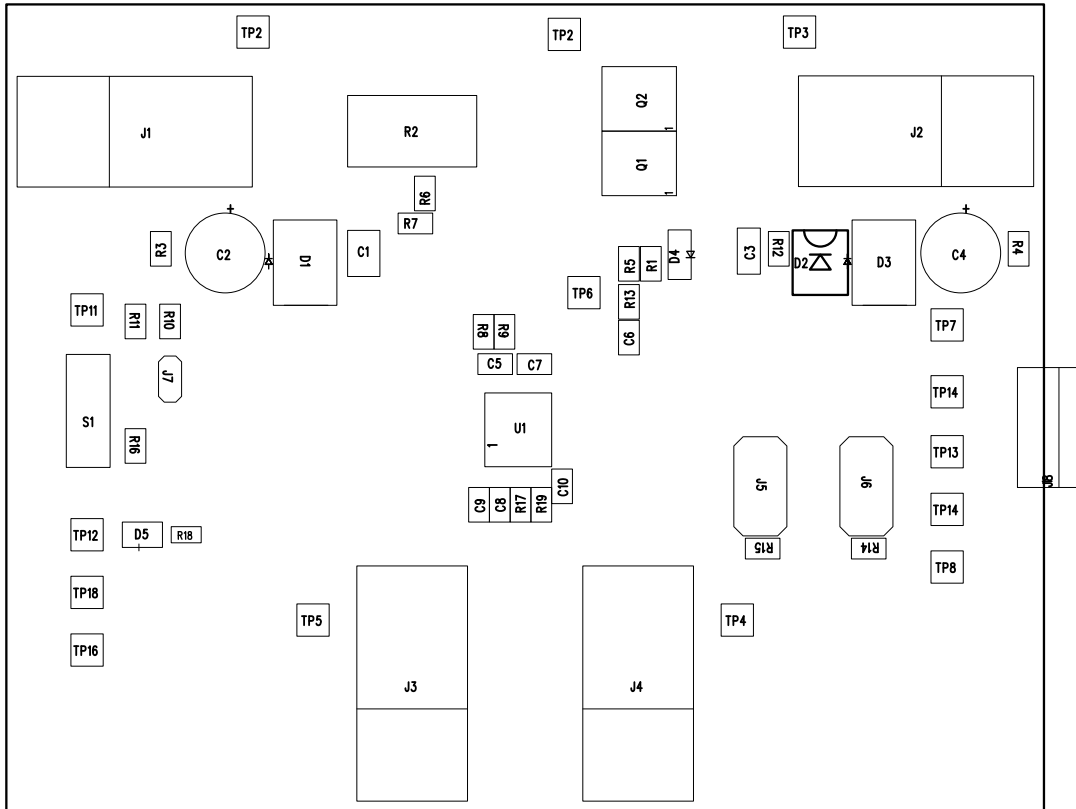 TP2
TP2
TP3
J1
R2
Q2
1
Q1
1
J2
R6
R7
+
+
R3
C2
D1
C1
R5
R1
D4
C3
R12
D2
D3
C4
R4
TP6
R13
TP11
R11
R10
R8
R9
C6
TP7
C5
C7
J7
TP14
S1
R16
U1
1
TP13
J5
J6
C10
C9
C8
R17
R19
TP14
TP12
D5
R18
R15
R14
TP8
TP18
TP5
TP4
TP16
J3
J4